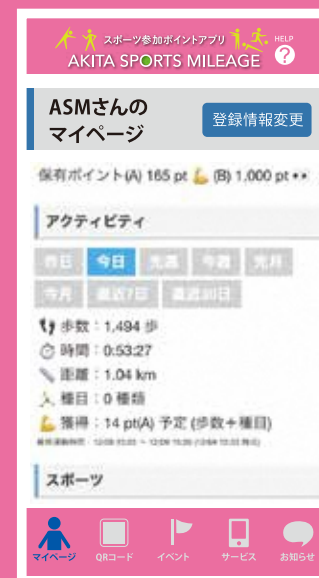 スポーツ参加ポイントアプリ
AKITA SPORTS MILEAGE
HELP
?
ASMさんの
マイページ
登録情報変更
保有ポイント(A) 165 pt (B) 1,000 pt
アクティビティ
昨日 今日 先週 今週 先月
今月 直近7日 直近30日
歩数：1,494 歩
時間：0:53:27
距離：1.04 km
種目：0 種類
獲得：14 pt(A) 予定 (歩数＋種目)
スポーツ
マイページ QRコード イベント サービス お知らせ